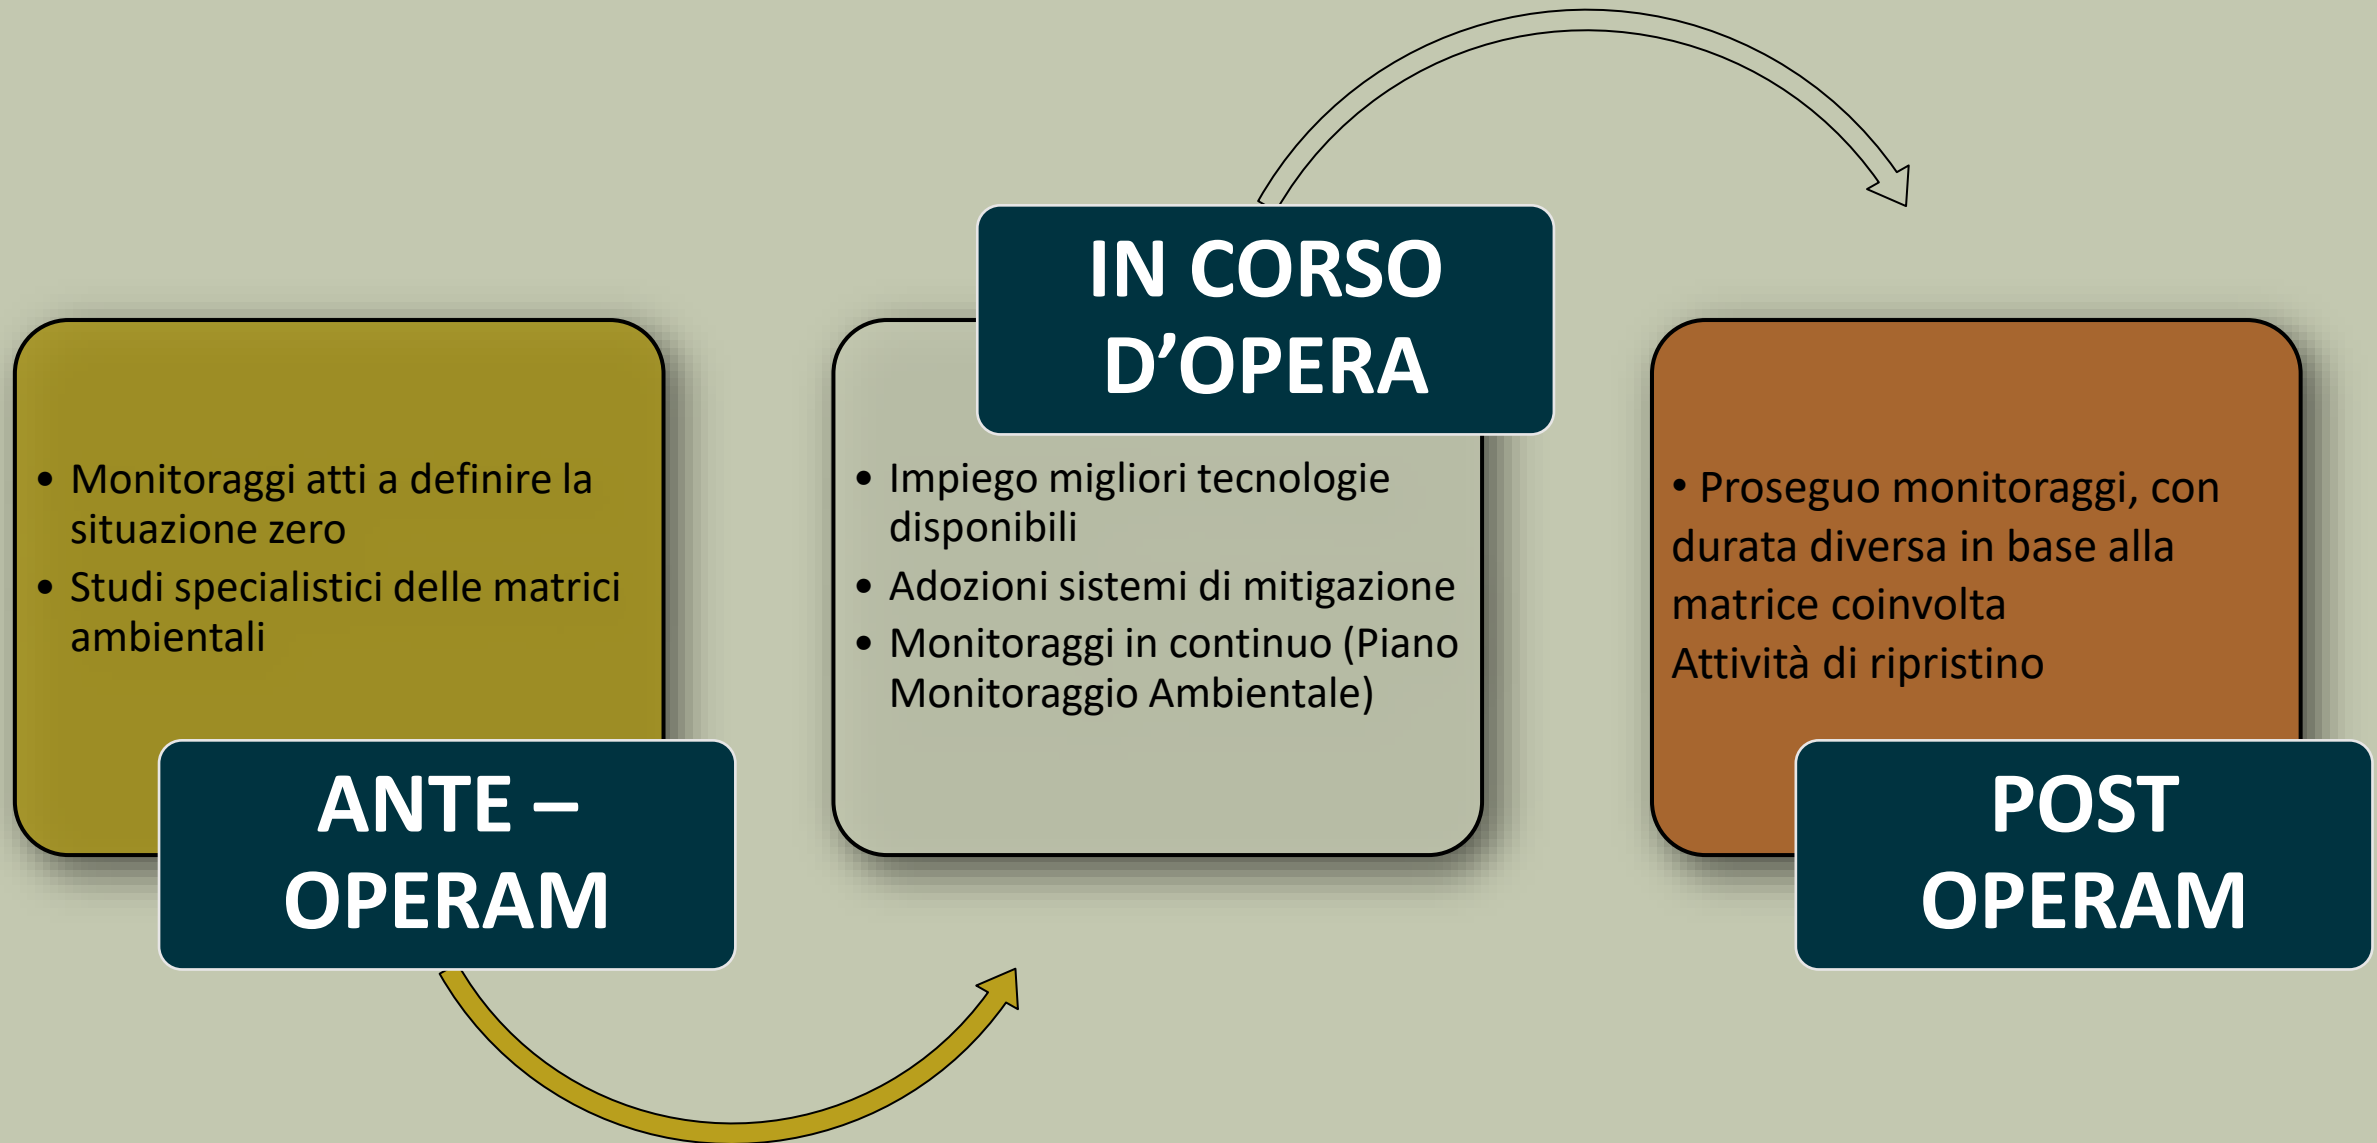 • Monitoraggi atti a definire la
situazione zero
• Studi specialistici delle matrici
ambientali
ANTE –
OPERAM
IN CORSO
D’OPERA
• Impiego migliori tecnologie
disponibili
• Adozioni sistemi di mitigazione
• Monitoraggi in continuo (Piano
Monitoraggio Ambientale)
• Proseguo monitoraggi, con
durata diversa in base alla
matrice coinvolta
Attività di ripristino
POST
OPERAM